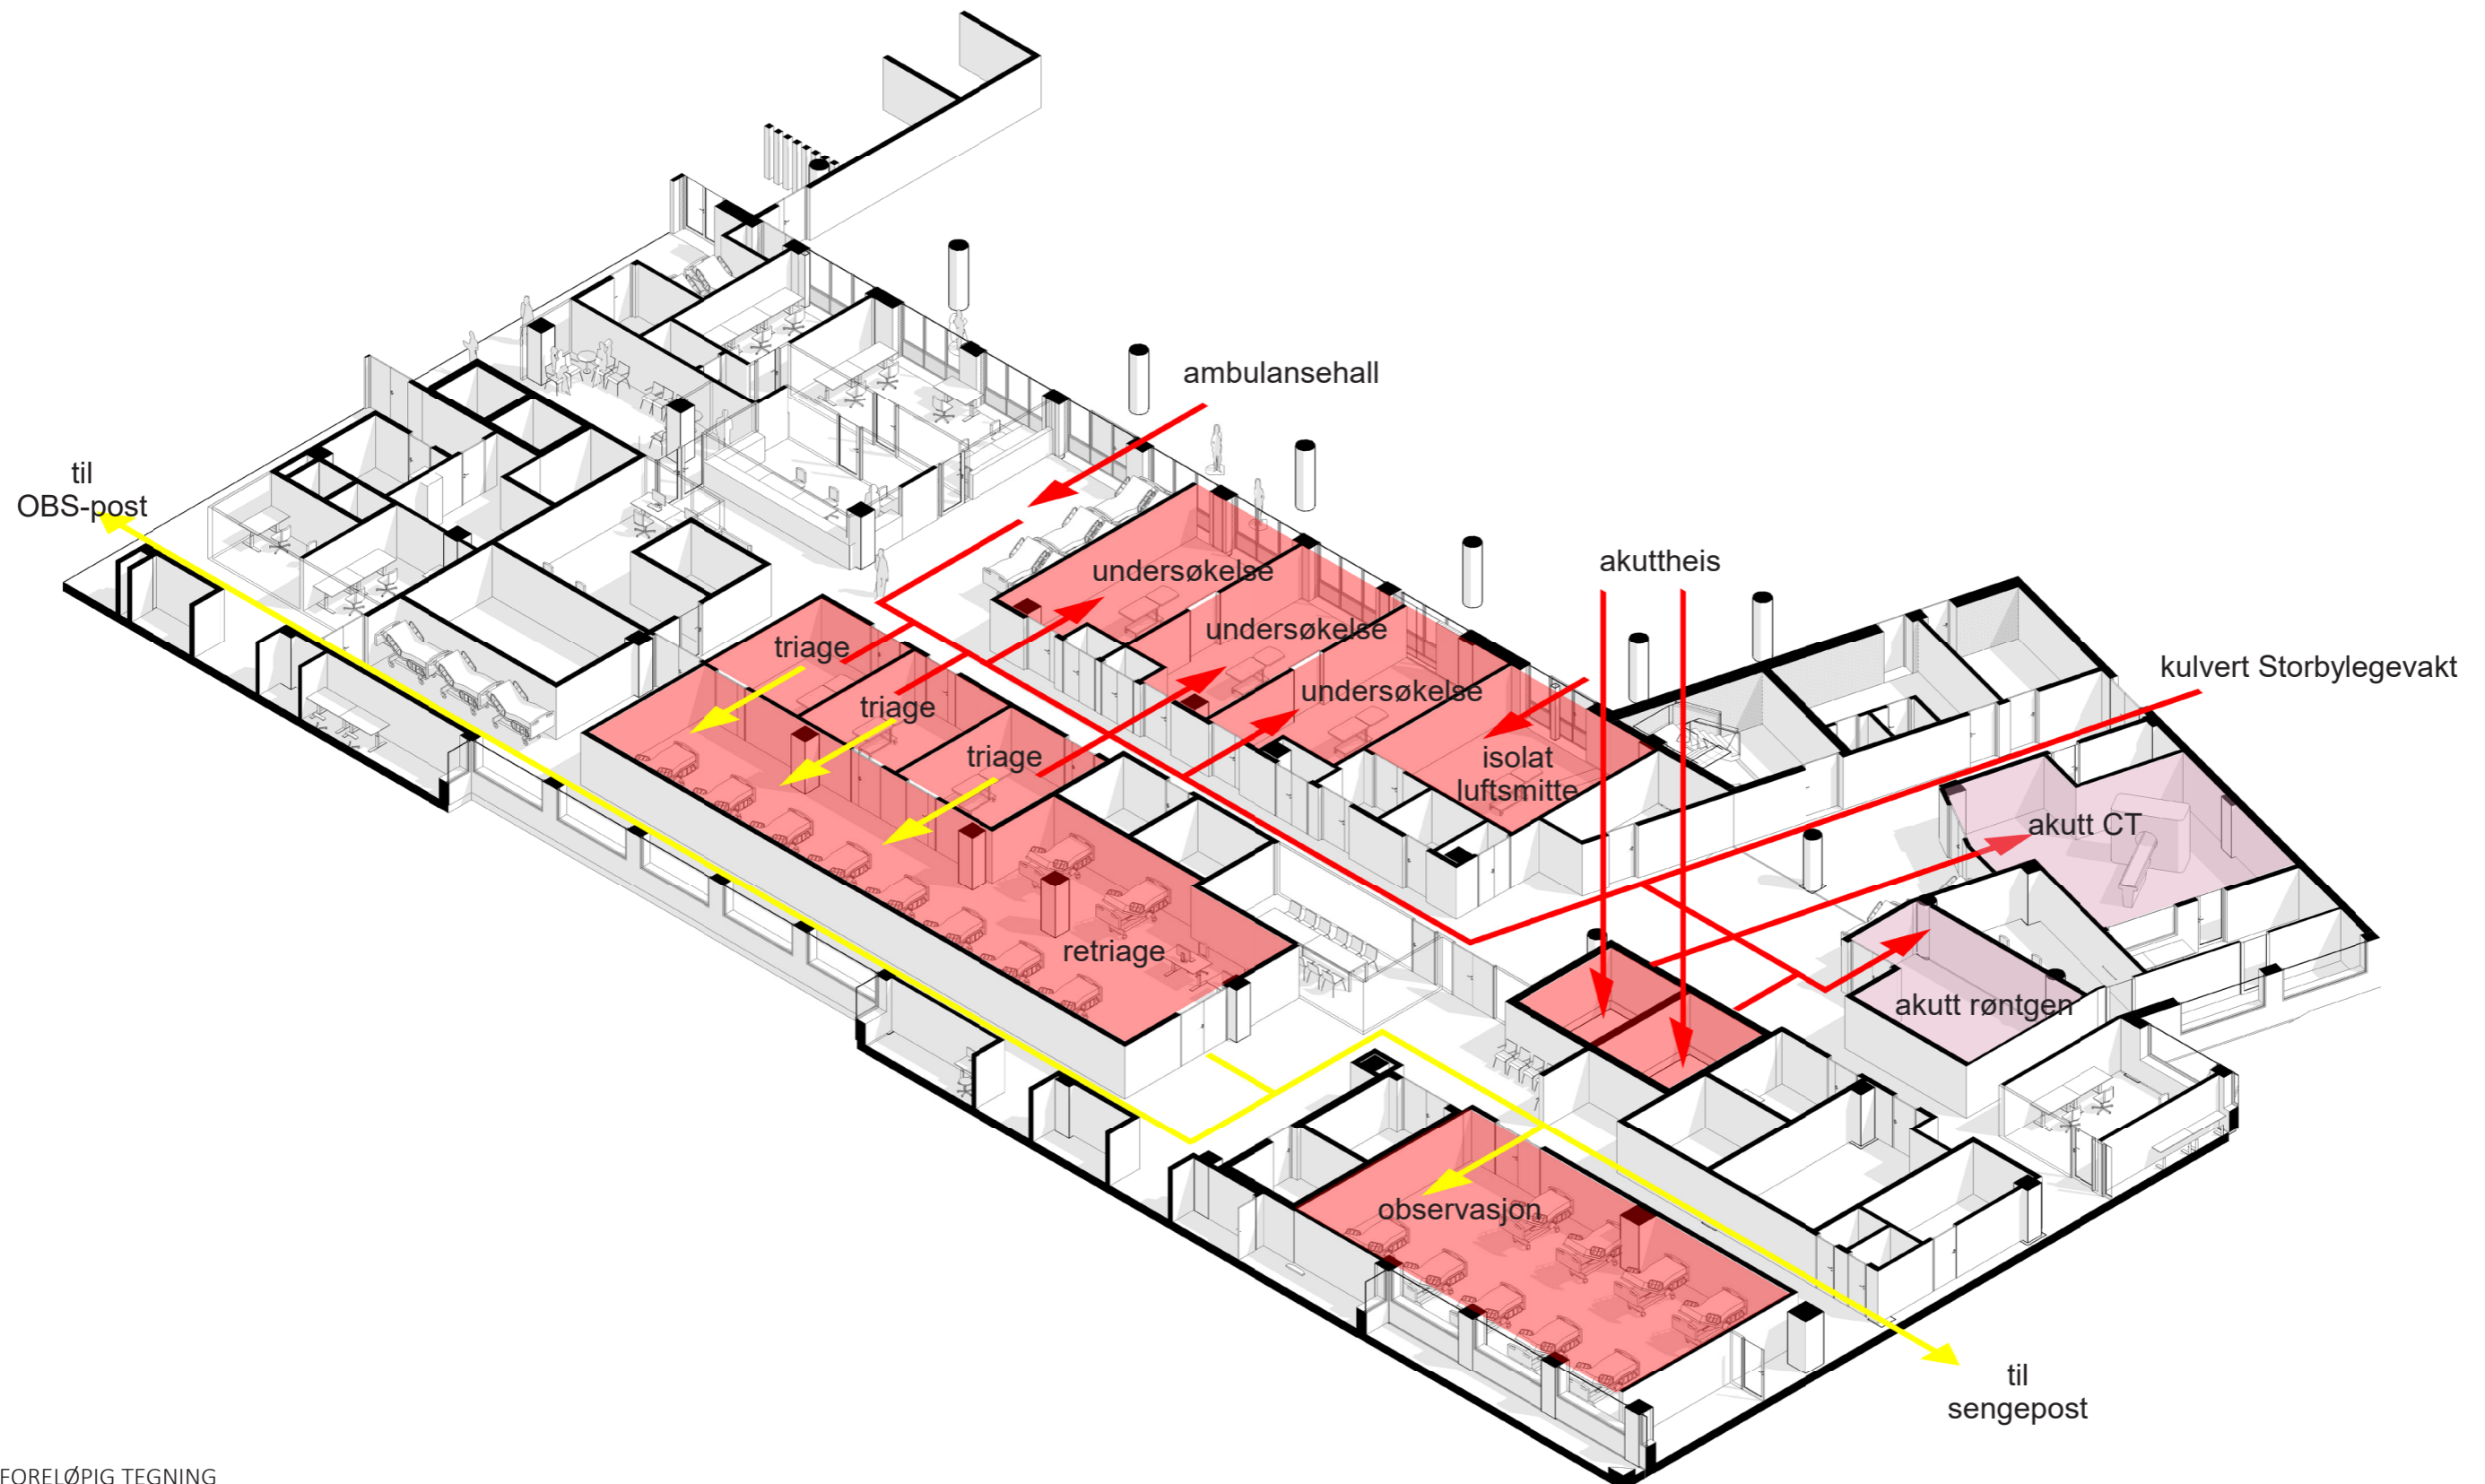 ambulansehall
til
OBS-post
akuttheis
undersøkelse
undersøkelse
triage
kulvert Storbylegevakt
undersøkelse
triage
triage
isolat
luftsmitte
akutt CT
retriage
akutt røntgen
observasjon
til
sengepost
FORELØPIG TEGNING